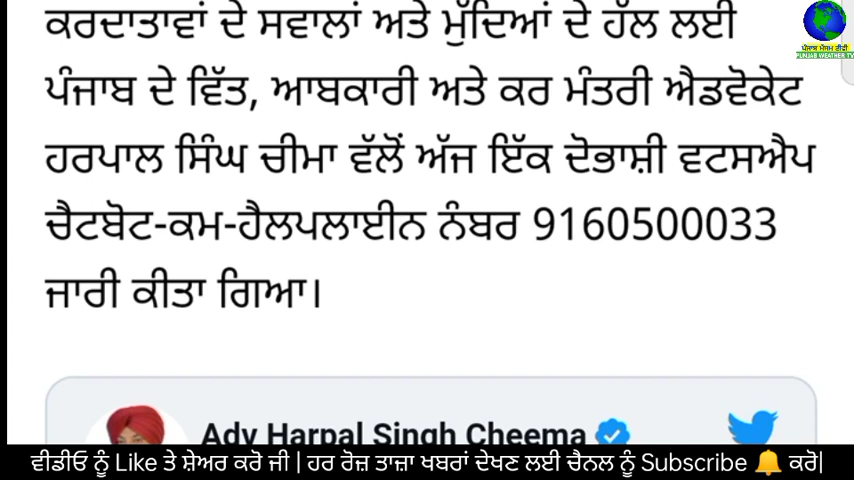 ਕਰਦਾਤਾਵਾਂ ਦੇ ਸਵਾਲਾਂ ਅਤੇ ਮੁੱਦਿਆਂ ਦੇ ਹੱਲ ਲਈ
ਪੰਜਾਬ ਦੇ ਵਿੱਤ, ਆਬਕਾਰੀ ਅਤੇ ਕਰ ਮੰਤਰੀ ਐਡਵੋਕੇਟ
ਹਰਪਾਲ ਸਿੰਘ ਚੀਮਾ ਵੱਲੋਂ ਅੱਜ ਇੱਕ ਦੋਭਾਸ਼ੀ ਵਟਸਐਪ
ਚੈਟਬੋਟ-ਕਮ-ਹੈਲਪਲਾਈਨ ਨੰਬਰ 9160500033
ਜਾਰੀ ਕੀਤਾ ਗਿਆ।
ਪੰਜਾਬ ਮੌਸਮ ਟੀਵੀ
PUNJAB WEATHER TV
Adv Harpal Singh Cheema
ਵੀਡੀਓ ਨੂੰ Like ਤੇ ਸ਼ੇਅਰ ਕਰੋ ਜੀ | ਹਰ ਰੋਜ਼ ਤਾਜ਼ਾ ਖਬਰਾਂ ਦੇਖਣ ਲਈ ਚੈਨਲ ਨੂੰ Subscribe 🔔 ਕਰੋ|